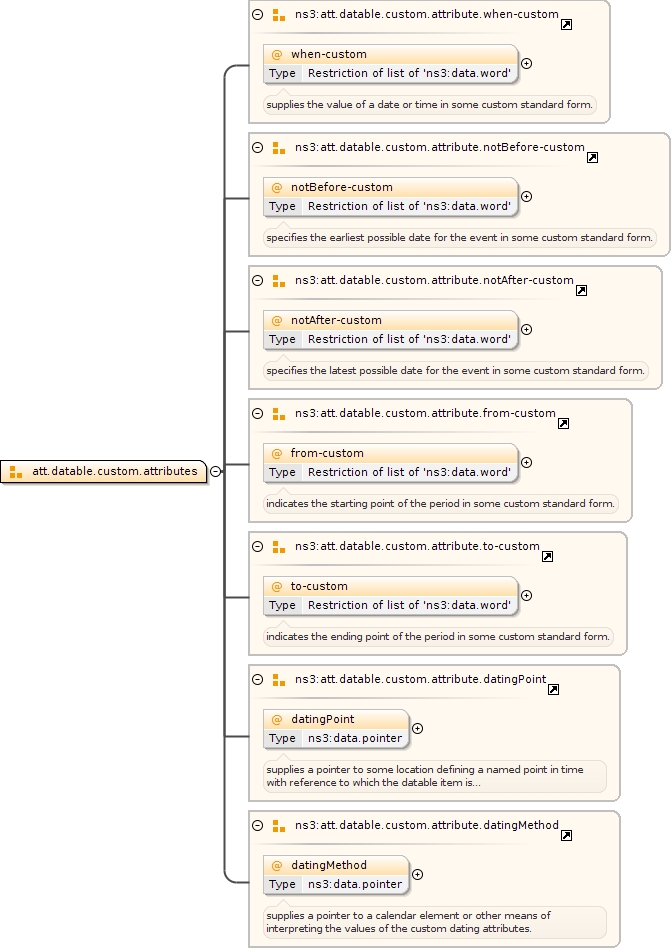 ns3:att.datable.custom.attribute.when-custom
@ when-custom
Type Restriction of list of 'ns3:data.word'
supplies the value of a date or time in some custom standard form.
ns3:att.datable.custom.attribute.notBefore-custom
@ notBefore-custom
Type Restriction of list of 'ns3:data.word'
specifies the earliest possible date for the event in some custom standard form.
ns3:att.datable.custom.attribute.notAfter-custom
@ notAfter-custom
Type Restriction of list of 'ns3:data.word'
specifies the latest possible date for the event in some custom standard form.
ns3:att.datable.custom.attribute.from-custom
@ from-custom
Type Restriction of list of 'ns3:data.word'
indicates the starting point of the period in some custom standard form.
att.datable.custom.attributes
ns3:att.datable.custom.attribute.to-custom
@ to-custom
Type Restriction of list of 'ns3:data.word'
indicates the ending point of the period in some custom standard form.
ns3:att.datable.custom.attribute.datingPoint
@ datingPoint
Type ns3:data.pointer
supplies a pointer to some location defining a named point in time
with reference to which the datable item is...
ns3:att.datable.custom.attribute.datingMethod
@ datingMethod
Type ns3:data.pointer
supplies a pointer to a calendar element or other means of
interpreting the values of the custom dating attributes.